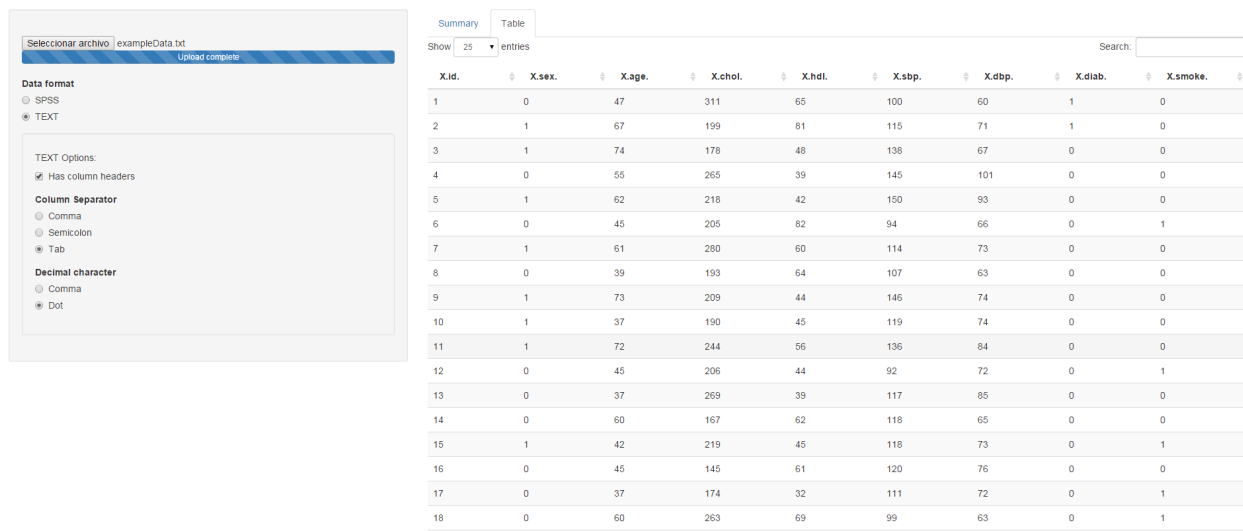 Seleccionar archivo exampleData.txt
Upload complete
Data format
SPSS
TEXT
TEXT Options:
Has column headers
Column Separator
Comma
Semicolon
Tab
Decimal character
Comma
Dot
Summary Table
Show 25 entries Search:
X.id. X.sex. X.age. X.chol. X.hdl. X.sbp. X.dbp. X.diab. X.smoke.
1 0 47 311 65 100 60 1 0
2 1 67 199 81 115 71 1 0
3 1 74 178 48 138 67 0 0
4 0 55 265 39 145 101 0 0
5 1 62 218 42 150 93 0 0
6 0 45 205 82 94 66 0 1
7 1 61 280 60 114 73 0 0
8 0 39 193 64 107 63 0 0
9 1 73 209 44 146 74 0 0
10 1 37 190 45 119 74 0 0
11 1 72 244 56 136 84 0 0
12 0 45 206 44 92 72 0 1
13 0 37 269 39 117 85 0 0
14 0 60 167 62 118 65 0 0
15 1 42 219 45 118 73 0 1
16 0 45 145 61 120 76 0 0
17 0 37 174 32 111 72 0 1
18 0 60 263 69 99 63 0 1